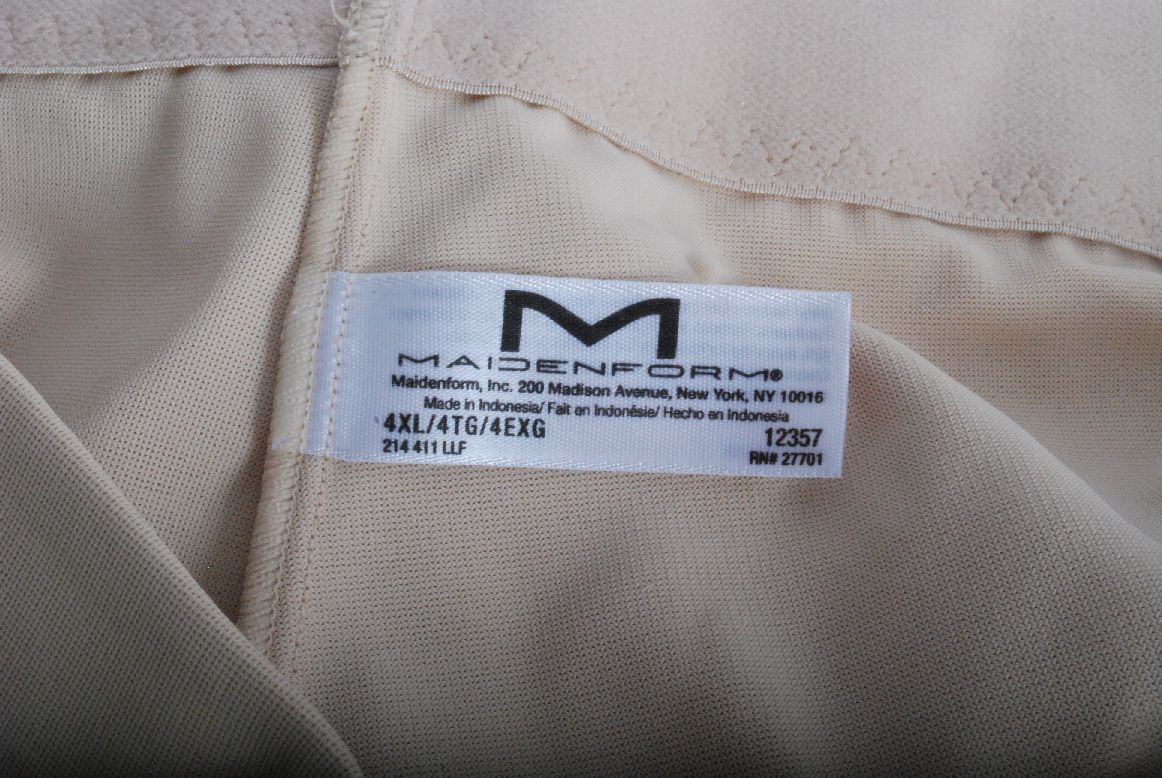 M
MAIDENFORM®
Maidenform, Inc. 200 Madison Avenue, New York, NY 10016
Made in Indonesia/ Fait en Indonésie/ Hecho en Indonesia
4XL/4TG/4EXG
12357
214 411 LLF
RN# 27701